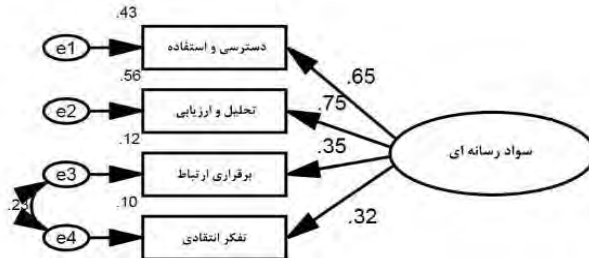 .43
e1
دسترسی و استفاده
.65
.56
e2
تحلیل و ارزیابی
.75
سواد رسانه ای
.12
e3
برقراری ارتباط
.35
.23
.10
e4
تفکر انتقادی
.32